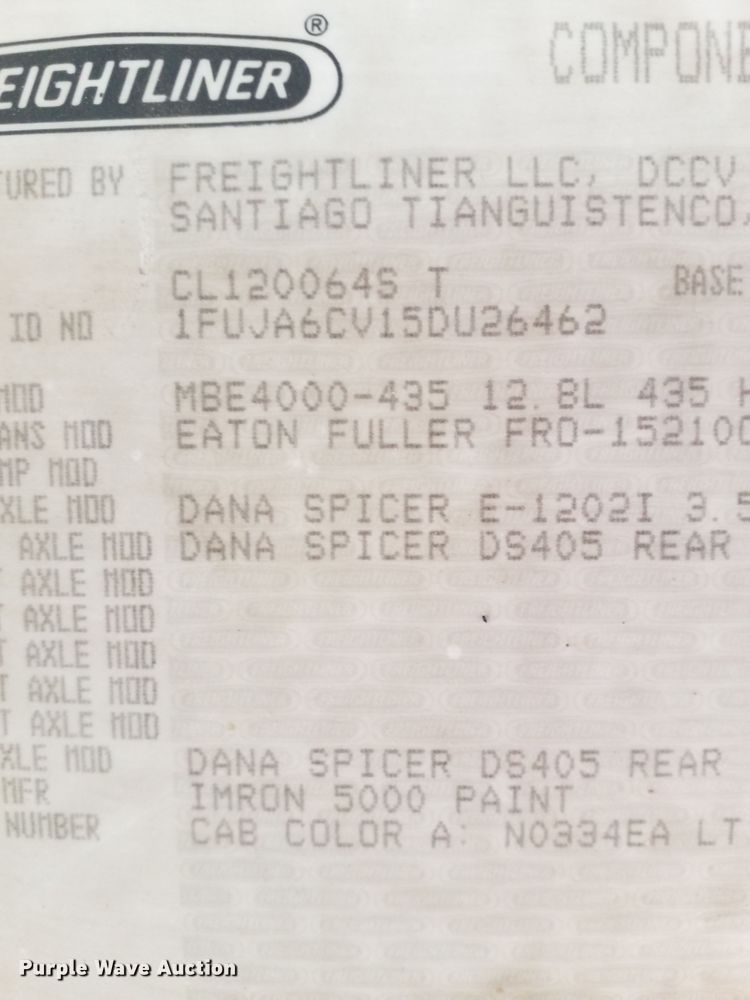 ®
EIGHTLINER
COMPONE
TURED BY FREIGHTLINER LLC, DCCV
SANTIAGO TIANGUISTENCO,
CL120064S T BASE
ID NO 1FUJA6CV15DU26462
MOD MBE4000-435 12.8L 435 H
ANS MOD EATON FULLER FRO-15210C
MP MOD
XLE MOD DANA SPICER E-1202I 3.5
AXLE MOD DANA SPICER DS405 REAR
T AXLE MOD
T AXLE MOD
T AXLE MOD
T AXLE MOD
T AXLE MOD
XLE MOD DANA SPICER DS405 REAR
MFR IMRON 5000 PAINT
NUMBER CAB COLOR A: N0334EA LT
Purple Wave Auction